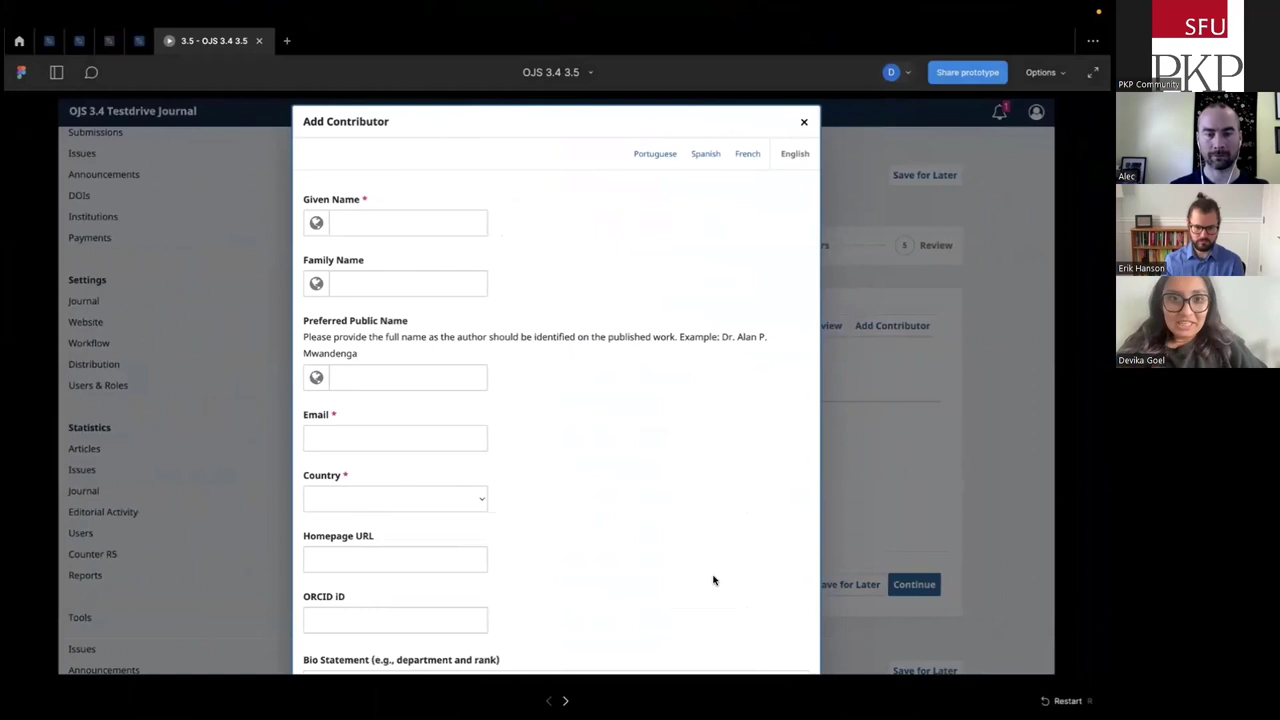 3.5 - OJS 3.4 3.5
OJS 3.4 3.5
D
Share prototype
Options
OJS 3.4 Testdrive Journal
1
Submissions
Issues
Announcements
DOIs
Institutions
Payments
Settings
Journal
Website
Workflow
Distribution
Users & Roles
Statistics
Articles
Issues
Journal
Editorial Activity
Users
Counter R5
Reports
Tools
Issues
Announcements
Add Contributor
Portuguese Spanish French English
Given Name *
Family Name
Preferred Public Name
Please provide the full name as the author should be identified on the published work. Example: Dr. Alan P.
Mwandenga
Email *
Country *
Homepage URL
ORCID iD
Bio Statement (e.g., department and rank)
Save for Later
5 Review
Add Contributor
for Later
Continue
Save for Later
Restart R
SFU
PKP
PKP Community
Alec
Erik Hanson
Devika Goel